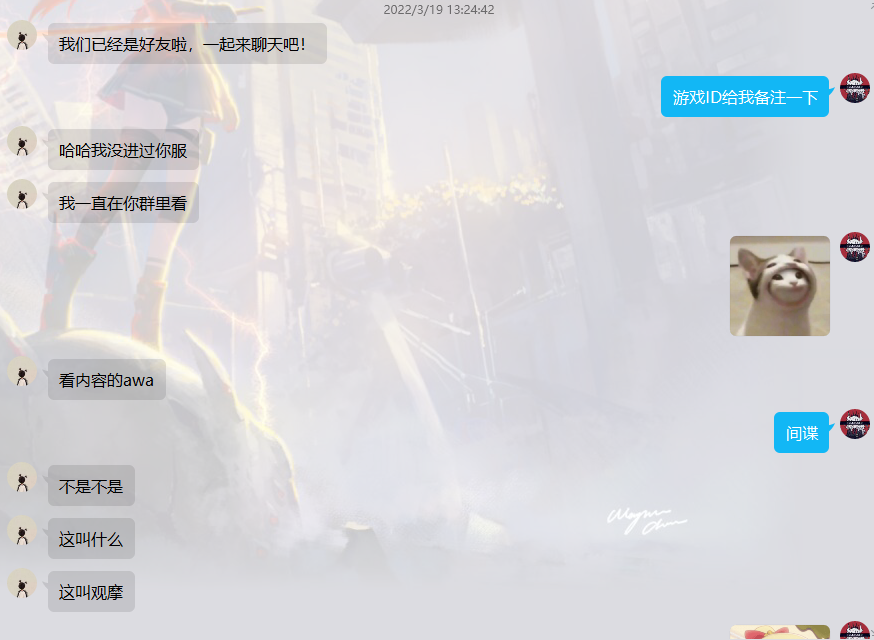 2022/3/19 13:24:42
我们已经是好友啦，一起来聊天吧！
游戏ID给我备注一下
哈哈我没进过你服
我一直在你群里看
看内容的awa
间谍
不是不是
这叫什么
这叫观摩